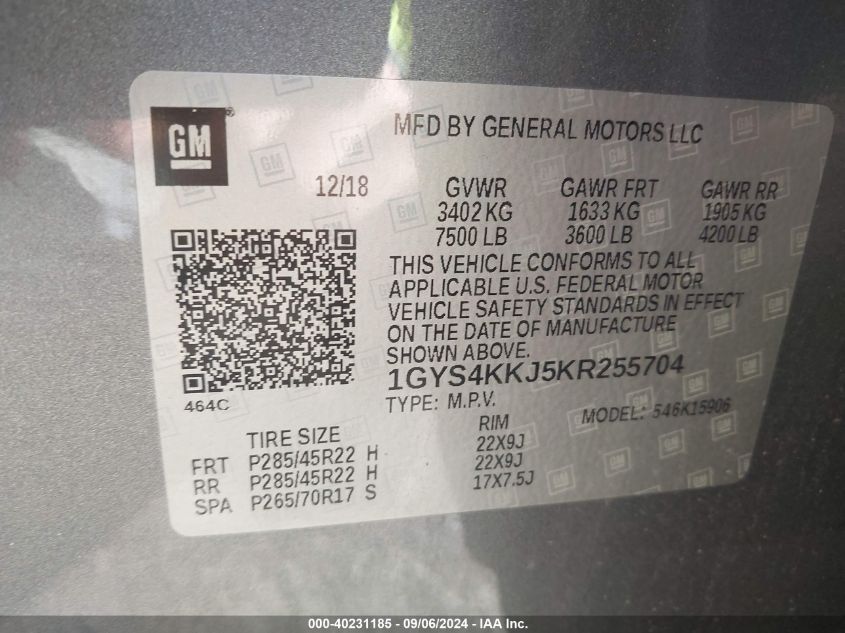 GM
MFD BY GENERAL MOTORS LLC
12/18 GVWR GAWR FRT GAWR RR
3402 KG 1633 KG 1905 KG
7500 LB 3600 LB 4200 LB
THIS VEHICLE CONFORMS TO ALL
APPLICABLE U.S. FEDERAL MOTOR
VEHICLE SAFETY STANDARDS IN EFFECT
ON THE DATE OF MANUFACTURE
SHOWN ABOVE.
1GYS4KKJ5KR255704
464C
TYPE: M.P.V. MODEL: 546K15906
TIRE SIZE RIM
FRT P285/45R22 H 22X9J
RR P285/45R22 H 22X9J
SPA P265/70R17 S 17X7.5J
000-40231185 - 09/06/2024 - IAA Inc.